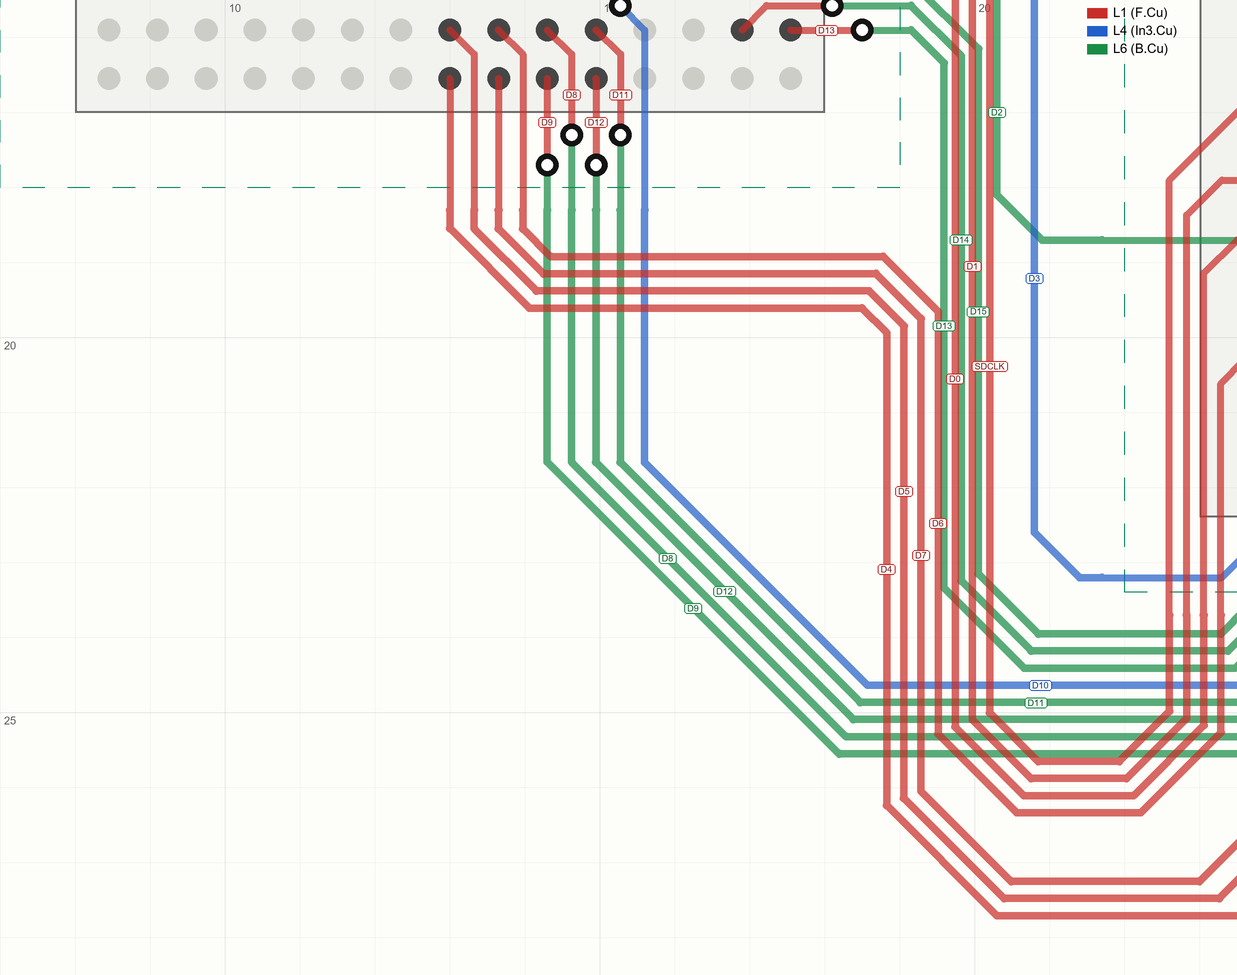 10
1
20
L1 (F.Cu)
L4 (In3.Cu)
L6 (B.Cu)
D13
D8
D11
D9
D12
D2
D14
D1
D3
D15
D13
20
SDCLK
D0
D5
D6
D7
D8
D4
D12
D9
D10
D11
25